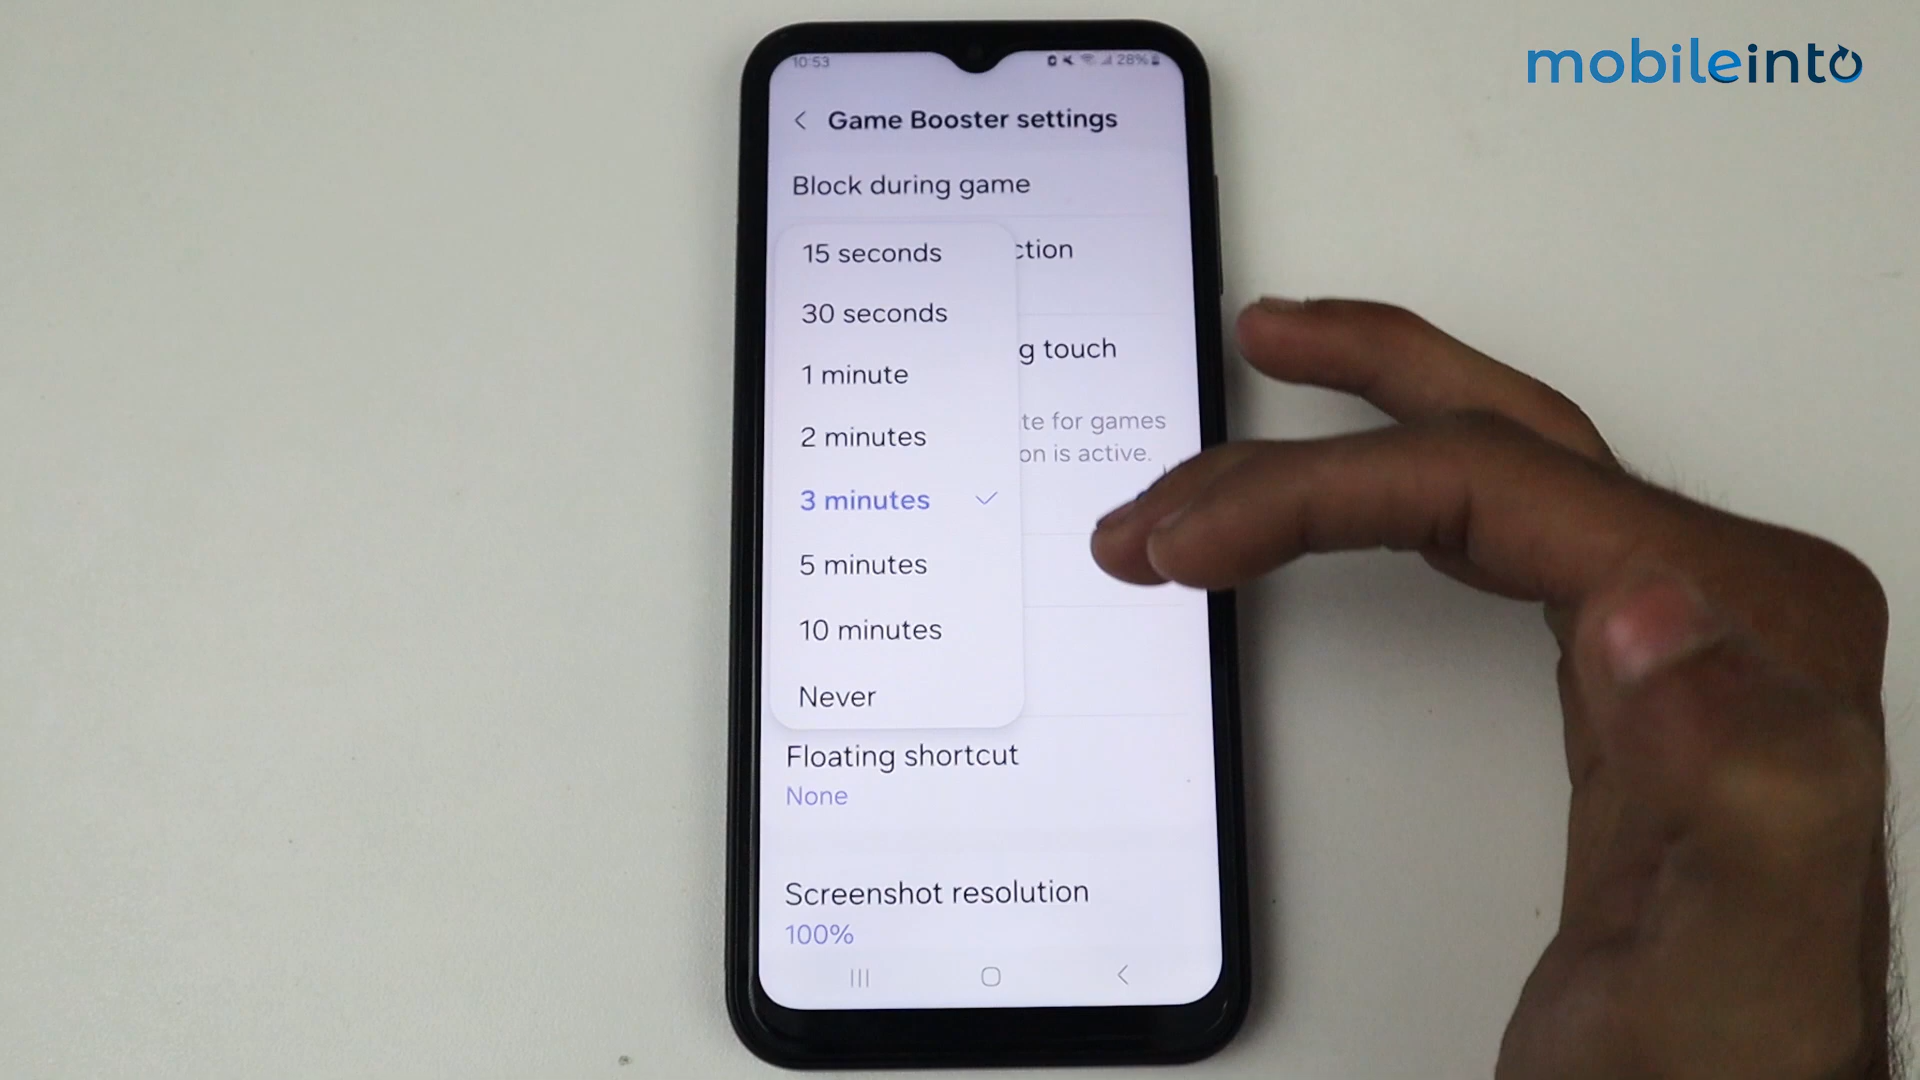 mobileinto
10:53
28%
Game Booster settings
Block during game
15 seconds
ction
30 seconds
g touch
1 minute
te for games
2 minutes
on is active.
3 minutes
5 minutes
10 minutes
Never
Floating shortcut
None
Screenshot resolution
100%